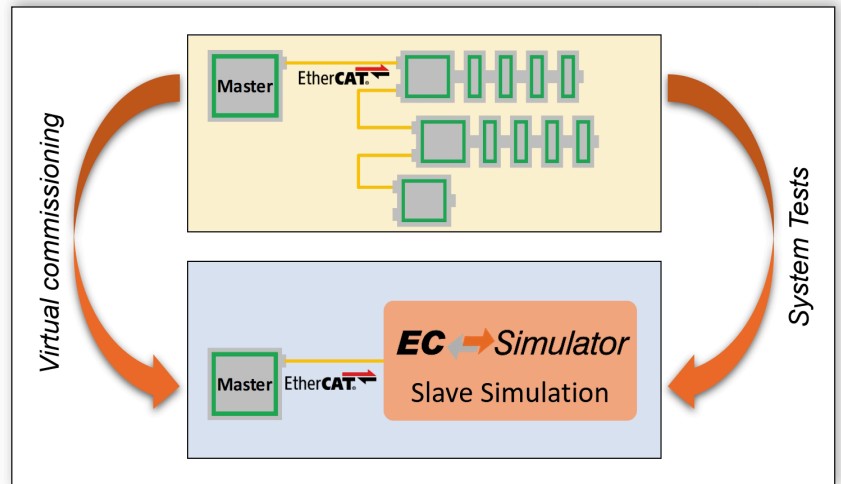 Master
EtherCAT®
Virtual commissioning
System Tests
EC Simulator
Slave Simulation
Master
EtherCAT®